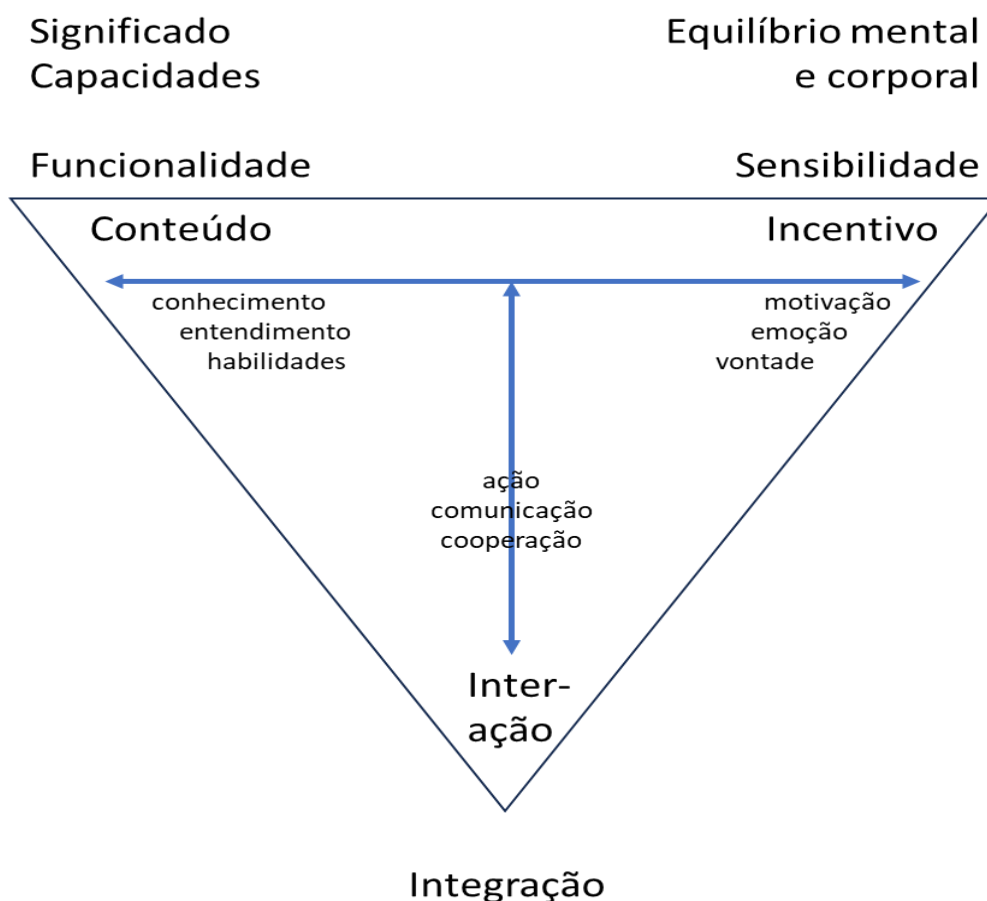 Significado
Capacidades
Equilíbrio mental
e corporal
Funcionalidade
Sensibilidade
Conteúdo
Incentivo
conhecimento
entendimento
habilidades
motivação
emoção
vontade
ação
comunicação
cooperação
Inter-
ação
Integração